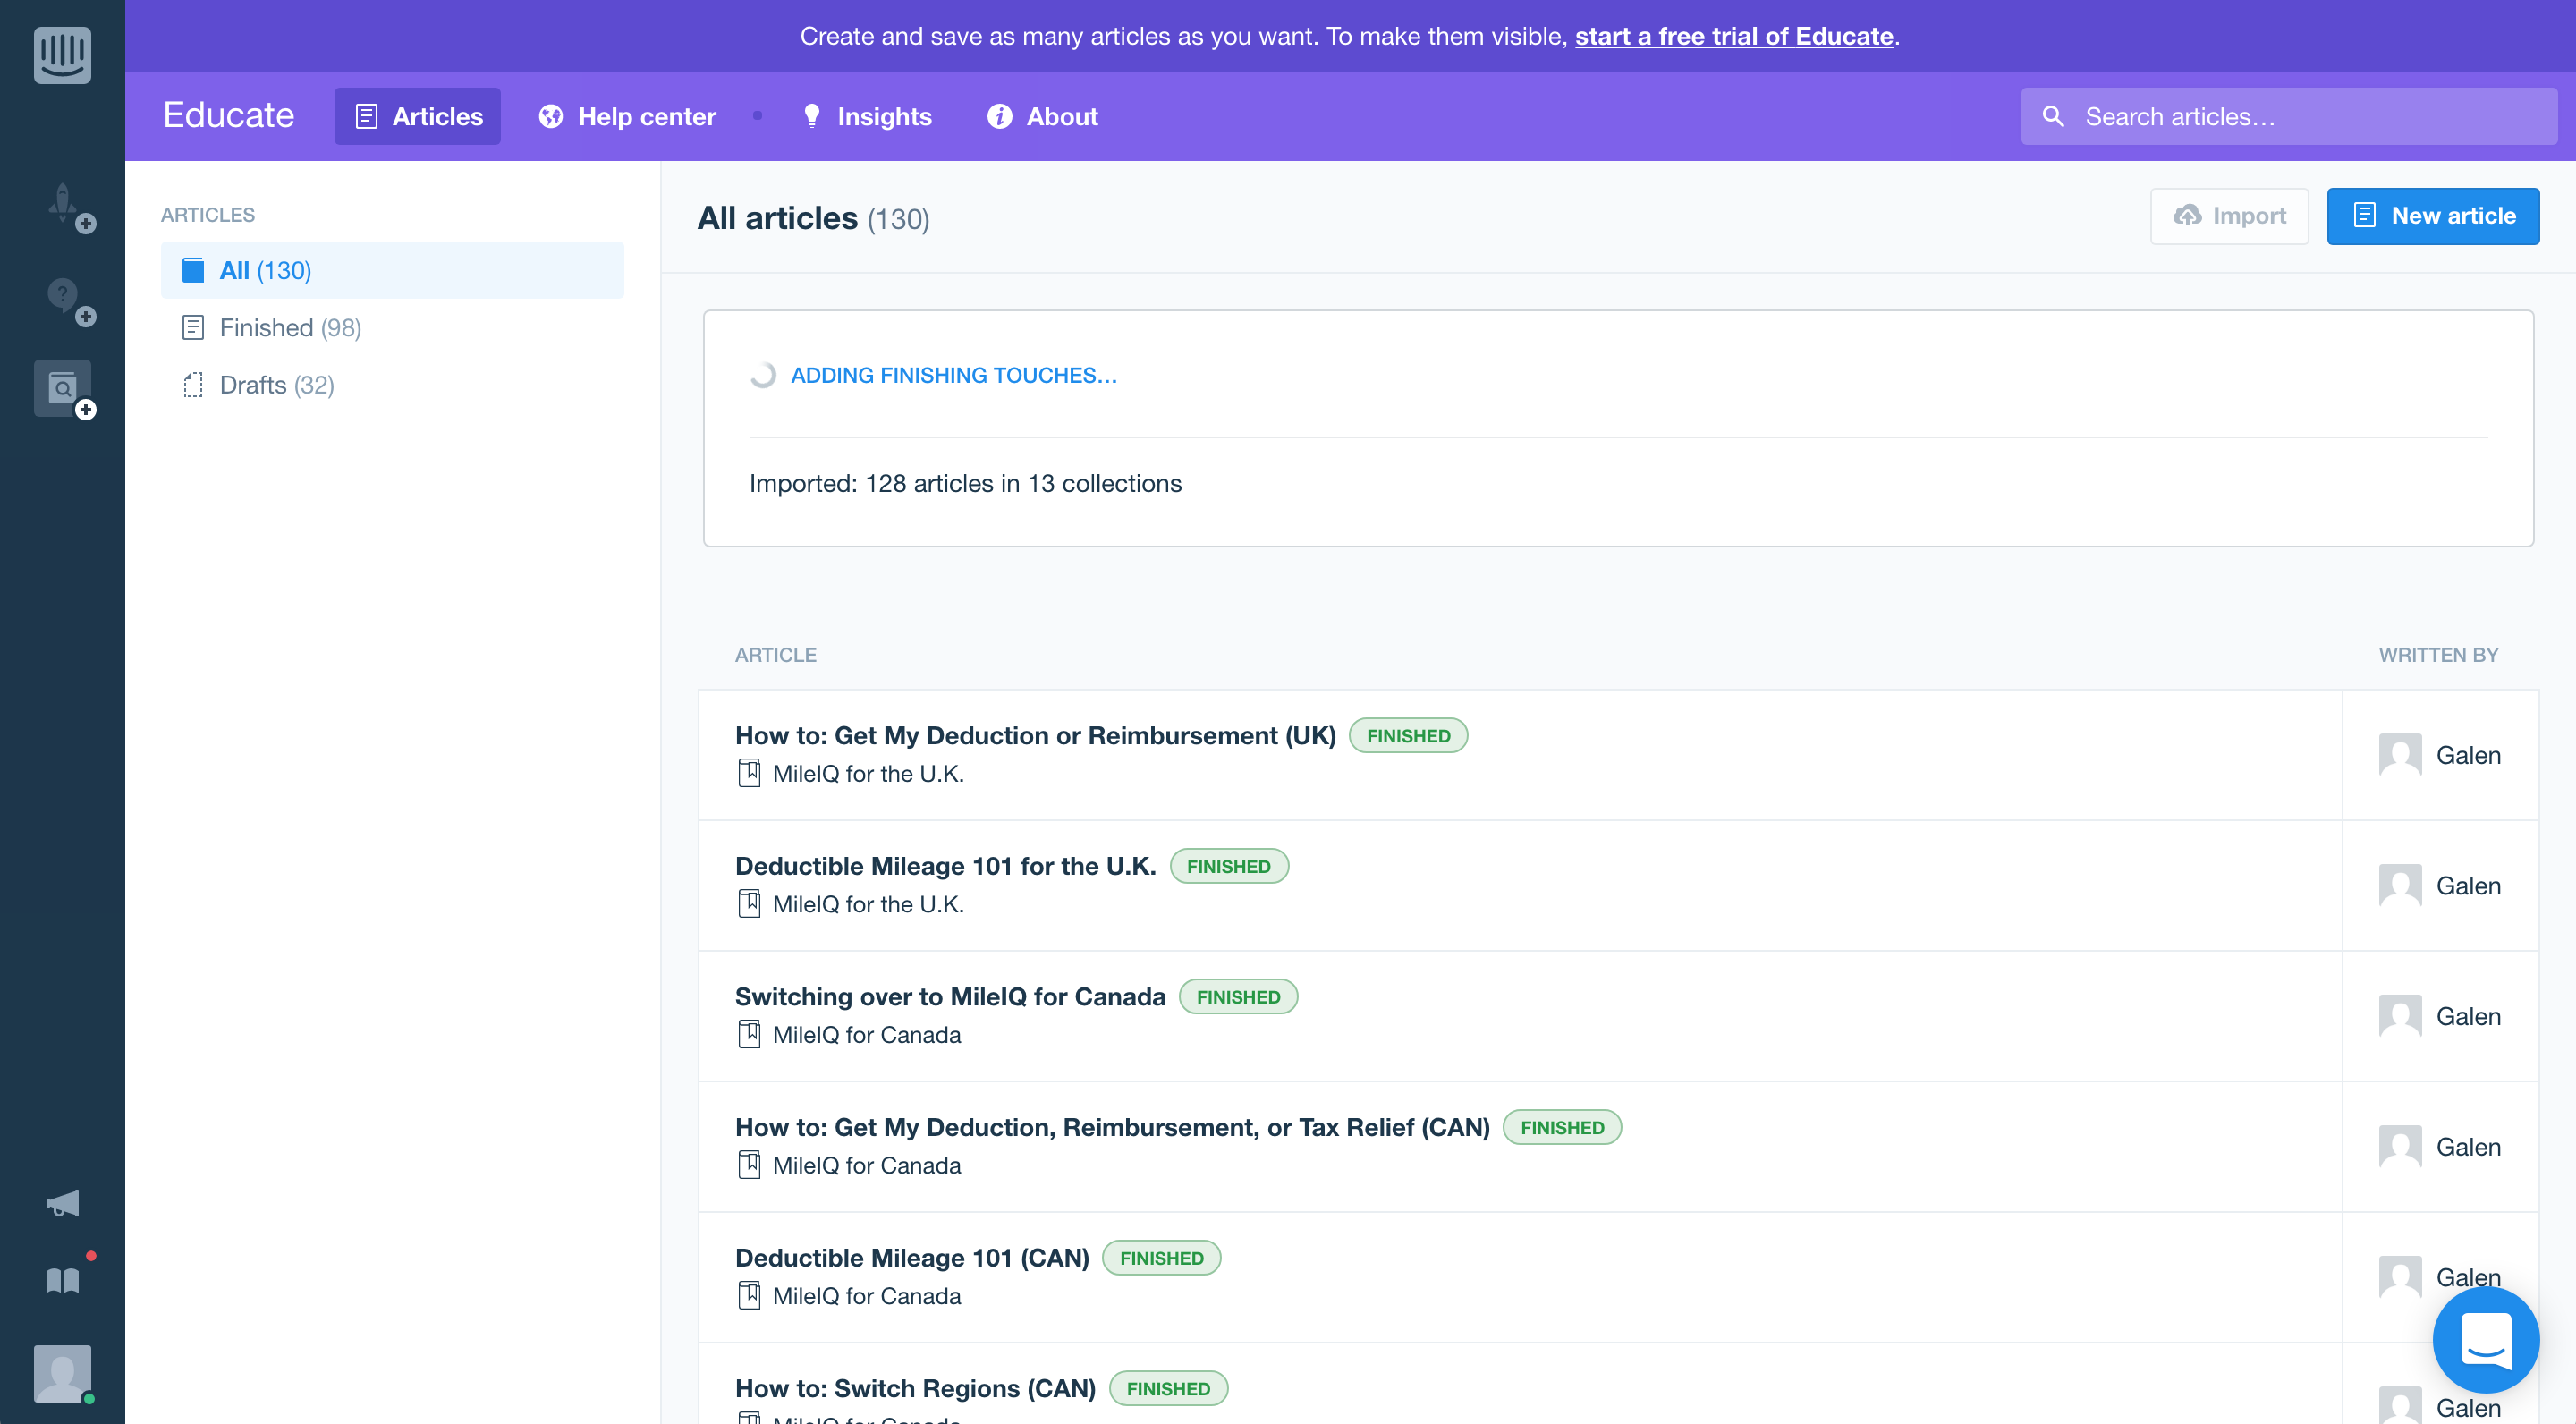 Create and save as many articles as you want. To make them visible, start a free trial of Educate.
Educate
Articles
Help center
Insights
About
Search articles…
ARTICLES
All (130)
Finished (98)
Drafts (32)
All articles (130)
Import
New article
ADDING FINISHING TOUCHES…
Imported: 128 articles in 13 collections
ARTICLE
WRITTEN BY
How to: Get My Deduction or Reimbursement (UK) FINISHED
MileIQ for the U.K.
Galen
Deductible Mileage 101 for the U.K. FINISHED
MileIQ for the U.K.
Galen
Switching over to MileIQ for Canada FINISHED
MileIQ for Canada
Galen
How to: Get My Deduction, Reimbursement, or Tax Relief (CAN) FINISHED
MileIQ for Canada
Galen
Deductible Mileage 101 (CAN) FINISHED
MileIQ for Canada
Galen
How to: Switch Regions (CAN) FINISHED
MileIQ for Canada
Galen